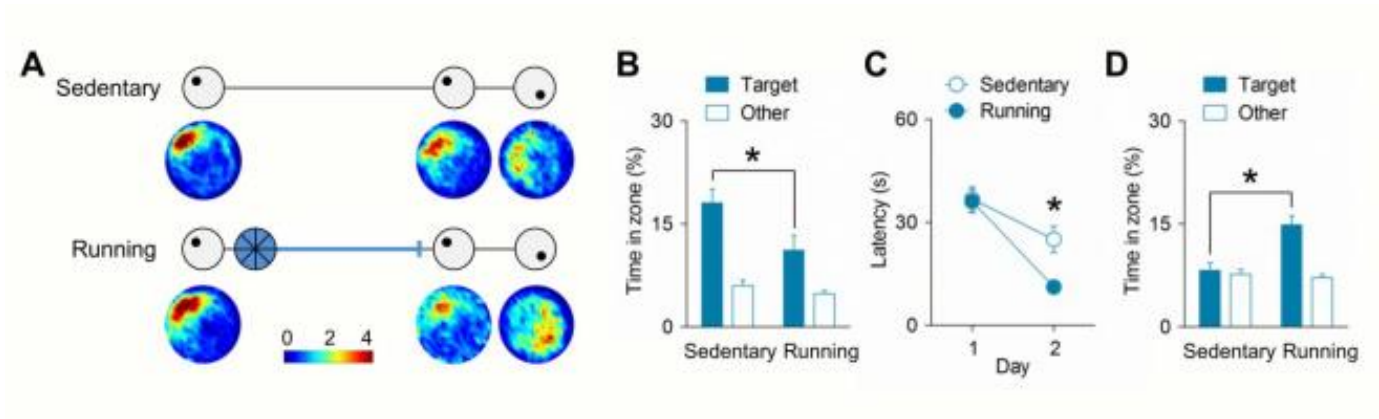 A
Sedentary
Running
0 2 4
B
Target
Other
30
15
0
Time in zone (%)
*
Sedentary Running
C
Sedentary
Running
60
30
0
Latency (s)
*
1 2
Day
D
Target
Other
30
15
0
Time in zone (%)
*
Sedentary Running